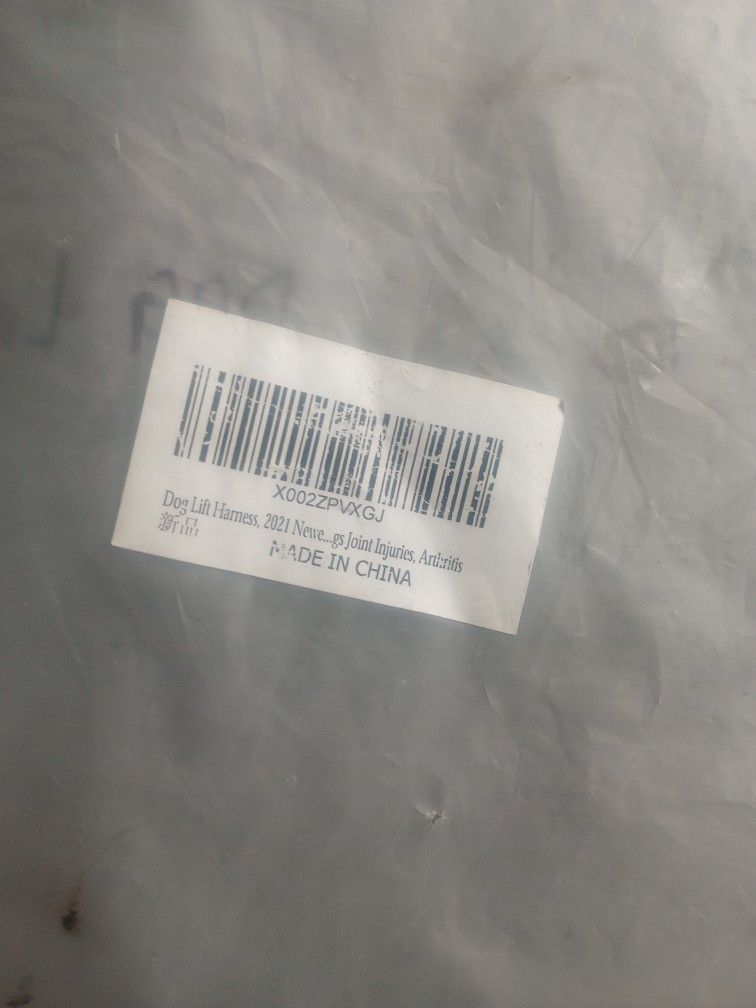 X002ZPVXGJ
Dog Lift Harness, 2021 Newe...gs Joint Injuries, Arthritis
新品
MADE IN CHINA